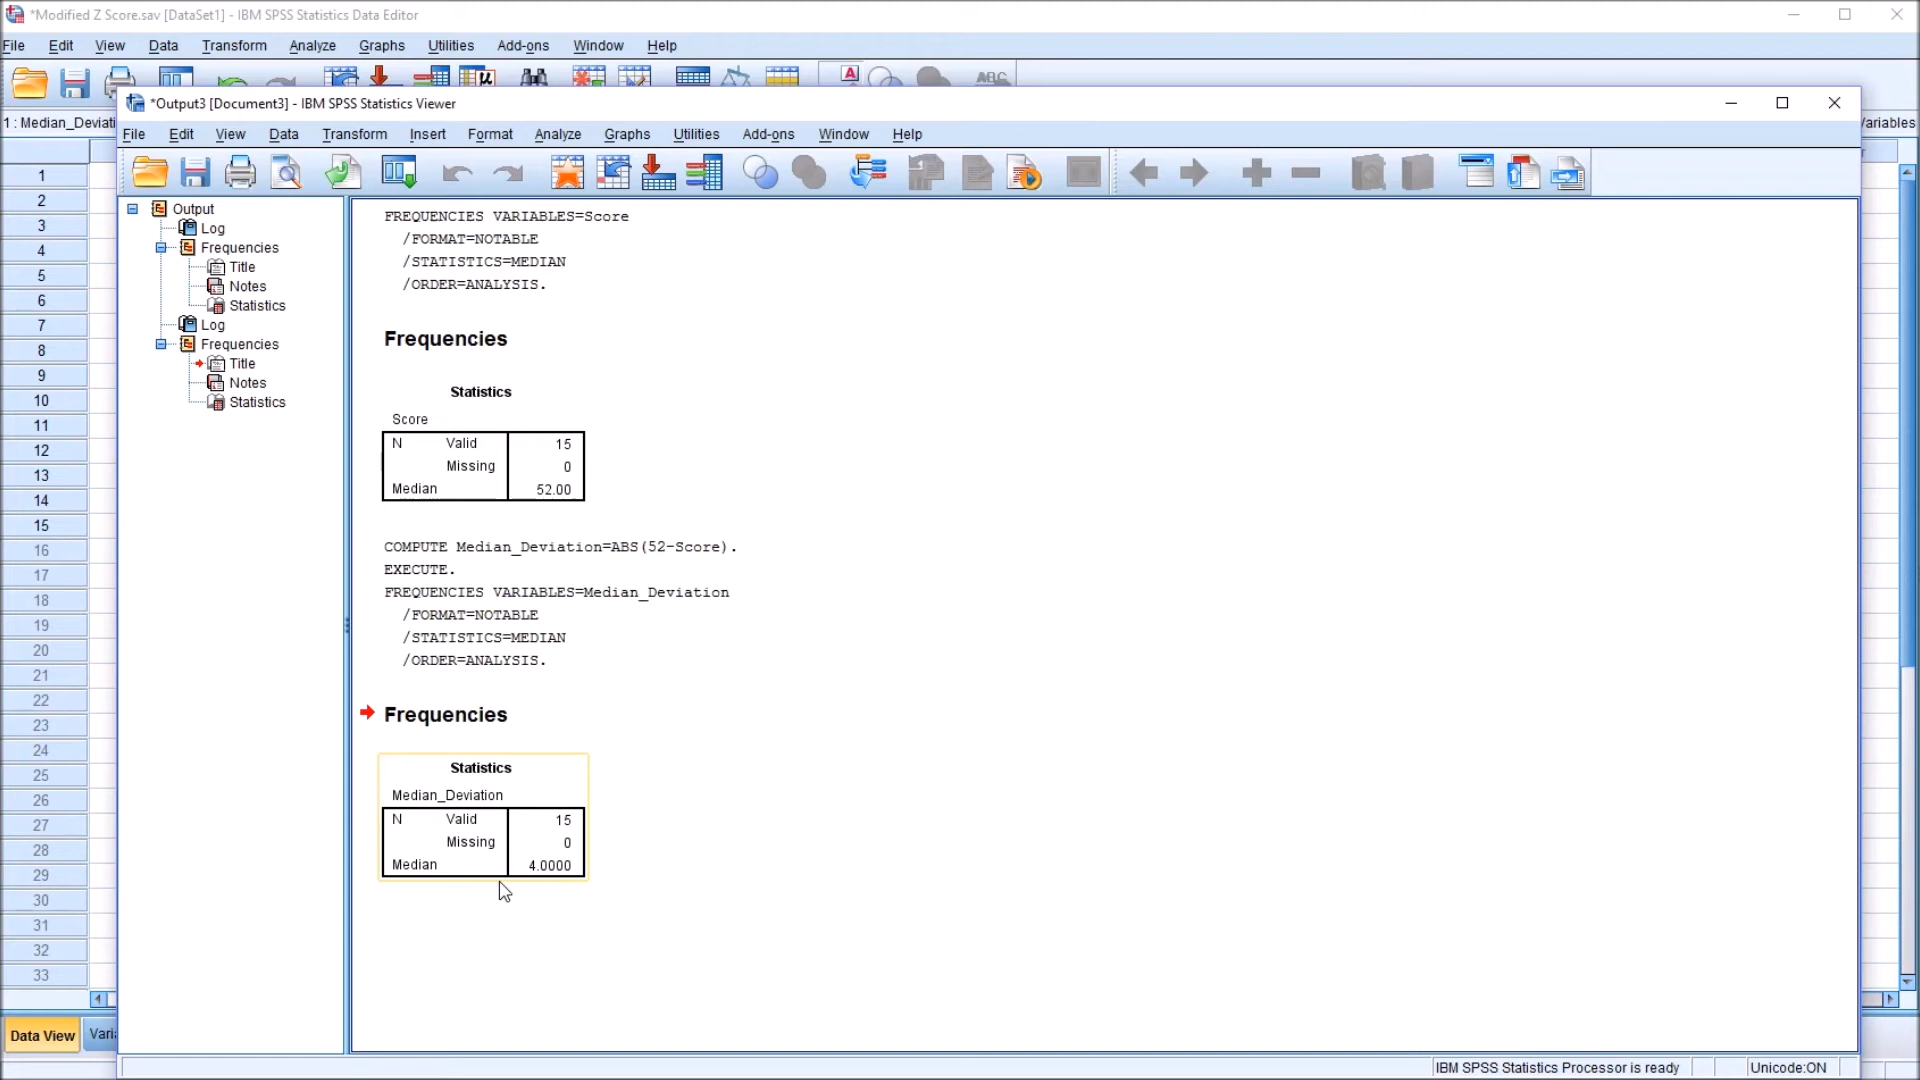 *Modified Z Score.sav [DataSet1] - IBM SPSS Statistics Data Editor
File Edit View Data Transform Analyze Graphs Utilities Add-ons Window Help
*Output3 [Document3] - IBM SPSS Statistics Viewer
1 : Median_Deviati
File Edit View Data Transform Insert Format Analyze Graphs Utilities Add-ons Window Help
1
2
3
4
5
6
7
8
9
10
11
12
13
14
15
16
17
18
19
20
21
22
23
24
25
26
27
28
29
30
31
32
33
Output
Log
Frequencies
Title
Notes
Statistics
Log
Frequencies
Title
Notes
Statistics
FREQUENCIES VARIABLES=Score
/FORMAT=NOTABLE
/STATISTICS=MEDIAN
/ORDER=ANALYSIS.
Frequencies
Statistics
Score
N Valid 15
Missing 0
Median 52.00
COMPUTE Median_Deviation=ABS(52-Score).
EXECUTE.
FREQUENCIES VARIABLES=Median_Deviation
/FORMAT=NOTABLE
/STATISTICS=MEDIAN
/ORDER=ANALYSIS.
Frequencies
Statistics
Median_Deviation
N Valid 15
Missing 0
Median 4.0000
Data View
IBM SPSS Statistics Processor is ready
Unicode:ON